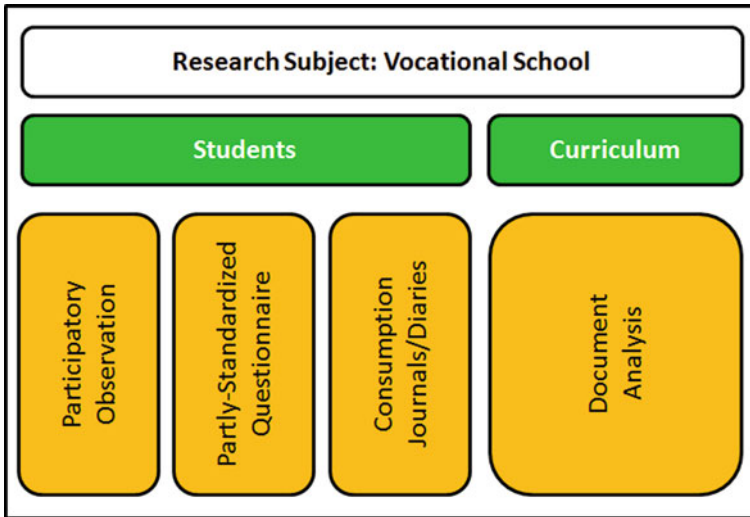 Research Subject: Vocational School
Students
Curriculum
Participatory
Observation
Partly-Standardized
Questionnaire
Consumption
Journals/Diaries
Document
Analysis